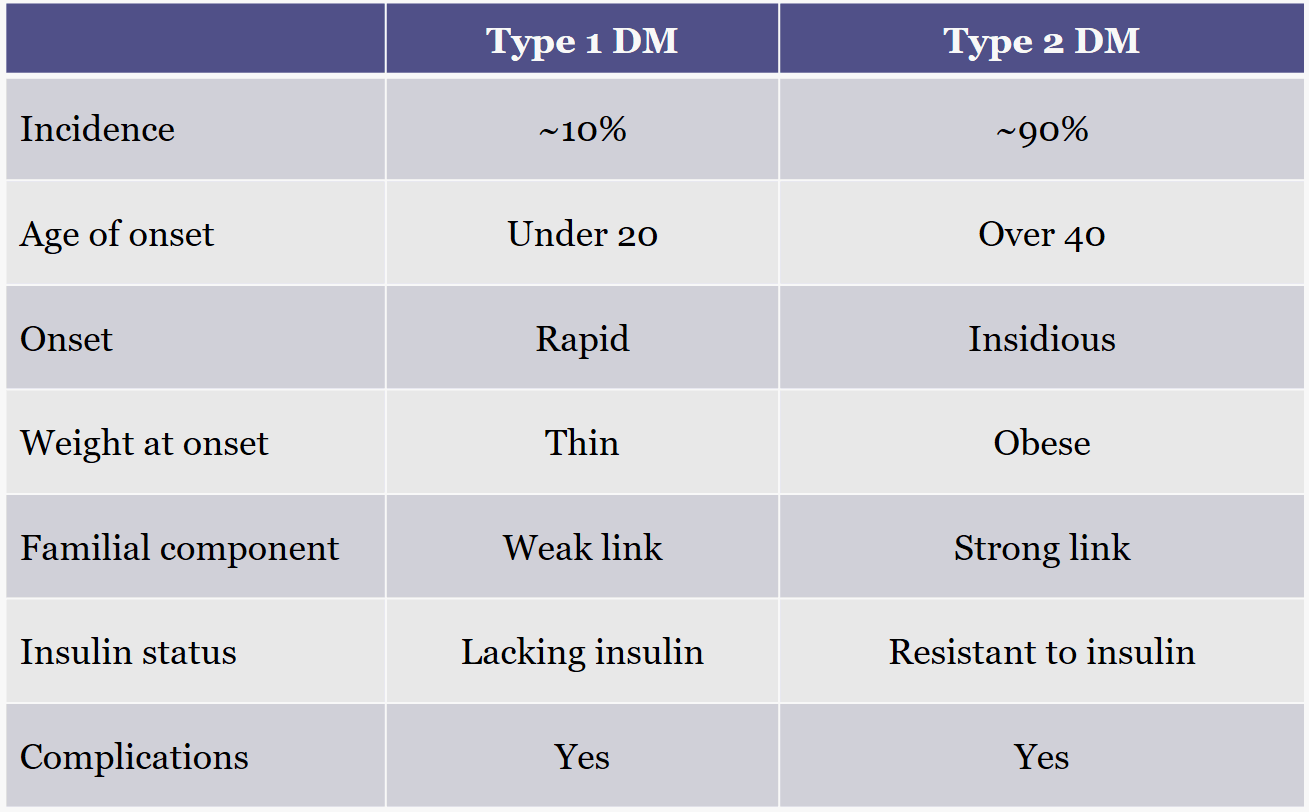 Type 1 DM Type 2 DM
Incidence ~10% ~90%
Age of onset Under 20 Over 40
Onset Rapid Insidious
Weight at onset Thin Obese
Familial component Weak link Strong link
Insulin status Lacking insulin Resistant to insulin
Complications Yes Yes